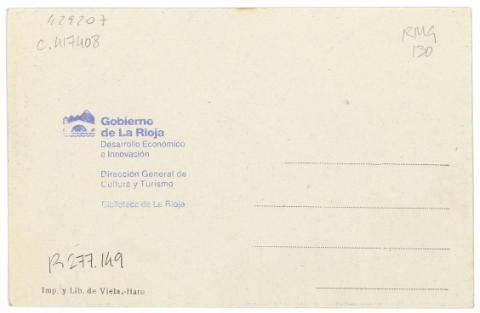 429207
C. 417408
RMG
130
Gobierno
de La Rioja
Desarrollo Económico
e Innovación
Dirección General de
Cultura y Turismo
Biblioteca de La Rioja
R 277.149
Imp. y Lib. de Viela.-Haro